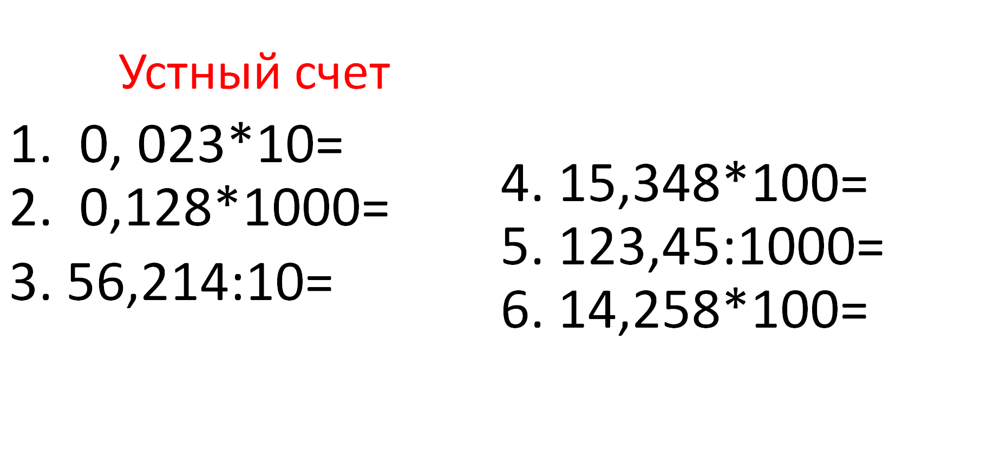 Устный счет
1. 0, 023*10=
2. 0,128*1000=
3. 56,214:10=
4. 15,348*100=
5. 123,45:1000=
6. 14,258*100=